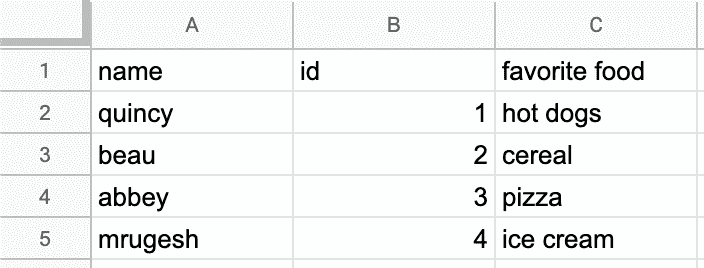 A B C
1 name id favorite food
2 quincy 1 hot dogs
3 beau 2 cereal
4 abbey 3 pizza
5 mrugesh 4 ice cream